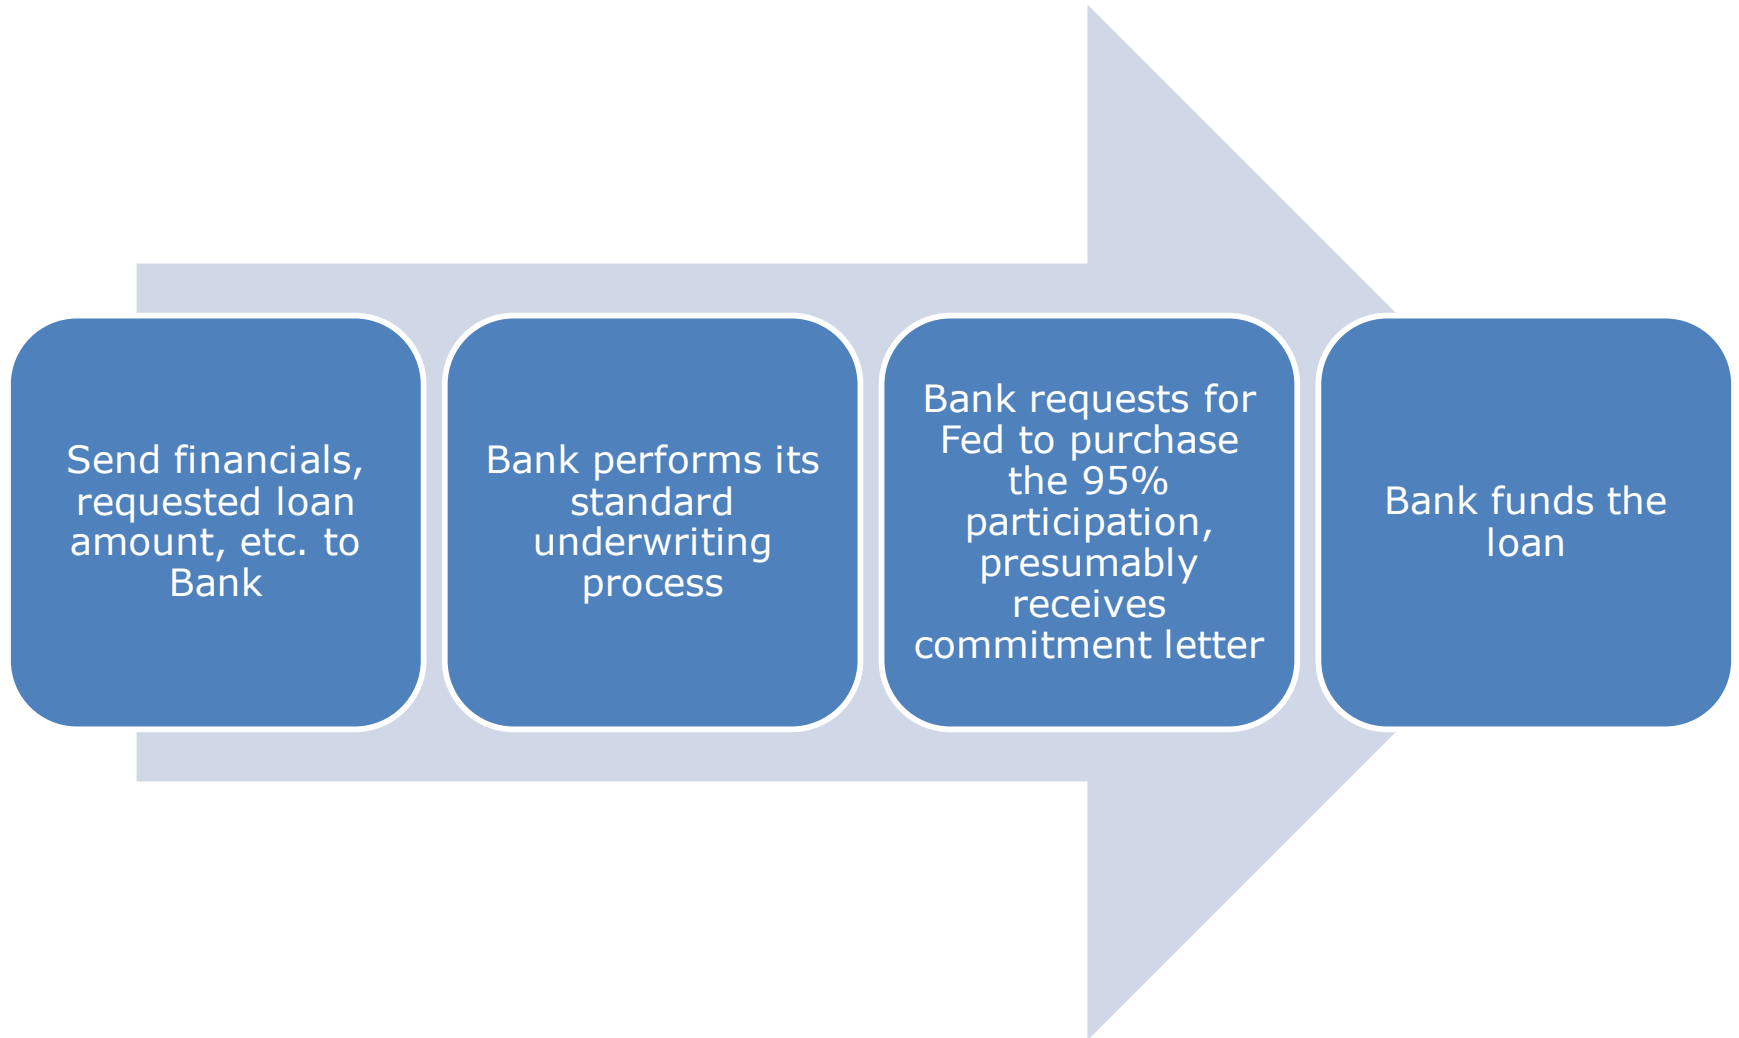 Send financials,
requested loan
amount, etc. to
Bank
Bank performs its
standard
underwriting
process
Bank requests for
Fed to purchase
the 95%
participation,
presumably
receives
commitment letter
Bank funds the
loan